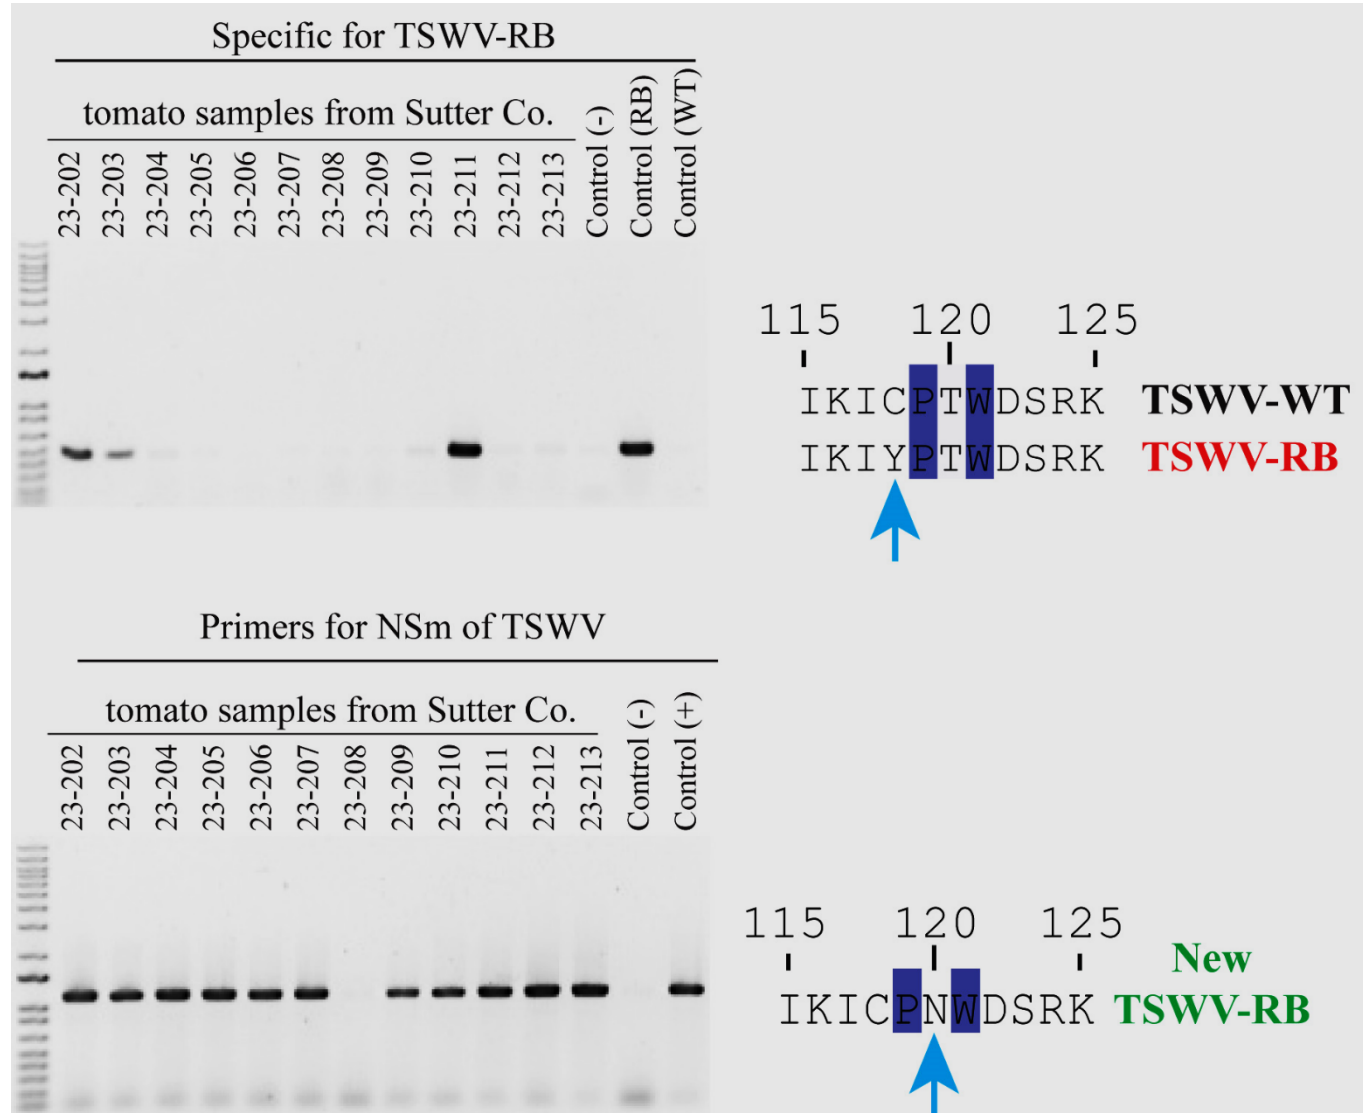 Specific for TSWV-RB
tomato samples from Sutter Co.
23-202
23-203
23-204
23-205
23-206
23-207
23-208
23-209
23-210
23-211
23-212
23-213
Control (-)
Control (RB)
Control (WT)
115 120 125
IKICPTWDSRK TSWV-WT
IKIYPTWDSRK TSWV-RB
Primers for NSm of TSWV
tomato samples from Sutter Co.
23-202
23-203
23-204
23-205
23-206
23-207
23-208
23-209
23-210
23-211
23-212
23-213
Control (-)
Control (+)
115 120 125
New
IKICPNWDSRK TSWV-RB